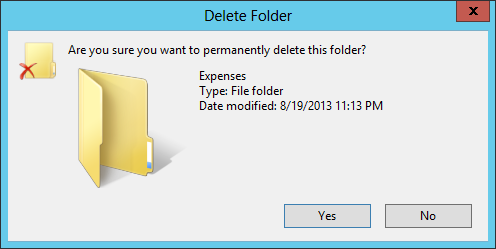 Delete Folder
x
Are you sure you want to permanently delete this folder?
Expenses
Type: File folder
Date modified: 8/19/2013 11:13 PM
Yes
No